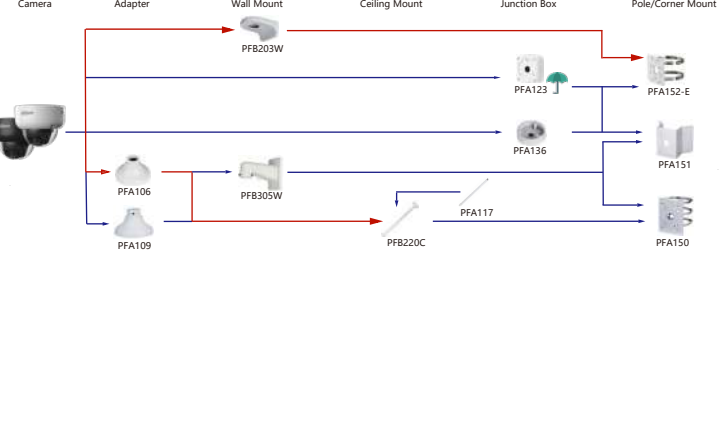 Camera Adapter Wall Mount Ceiling Mount Junction Box Pole/Corner Mount
PFB203W
PFA123
PFA152-E
PFA136
PFA151
PFA106
PFB305W
PFA117
PFA109
PFB220C
PFA150